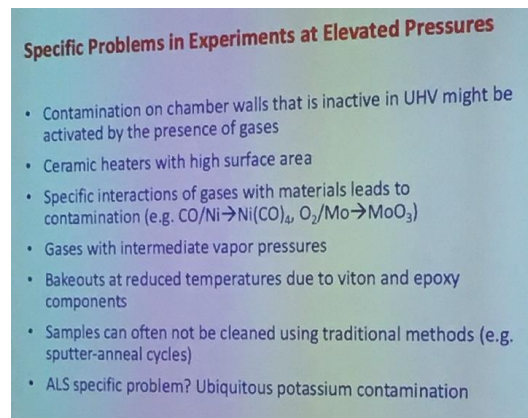 Specific Problems in Experiments at Elevated Pressures
• Contamination on chamber walls that is inactive in UHV might be
activated by the presence of gases
• Ceramic heaters with high surface area
• Specific interactions of gases with materials leads to
contamination (e.g. CO/Ni→Ni(CO)₄, O₂/Mo→MoO₃)
• Gases with intermediate vapor pressures
• Bakeouts at reduced temperatures due to viton and epoxy
components
• Samples can often not be cleaned using traditional methods (e.g.
sputter-anneal cycles)
• ALS specific problem? Ubiquitous potassium contamination